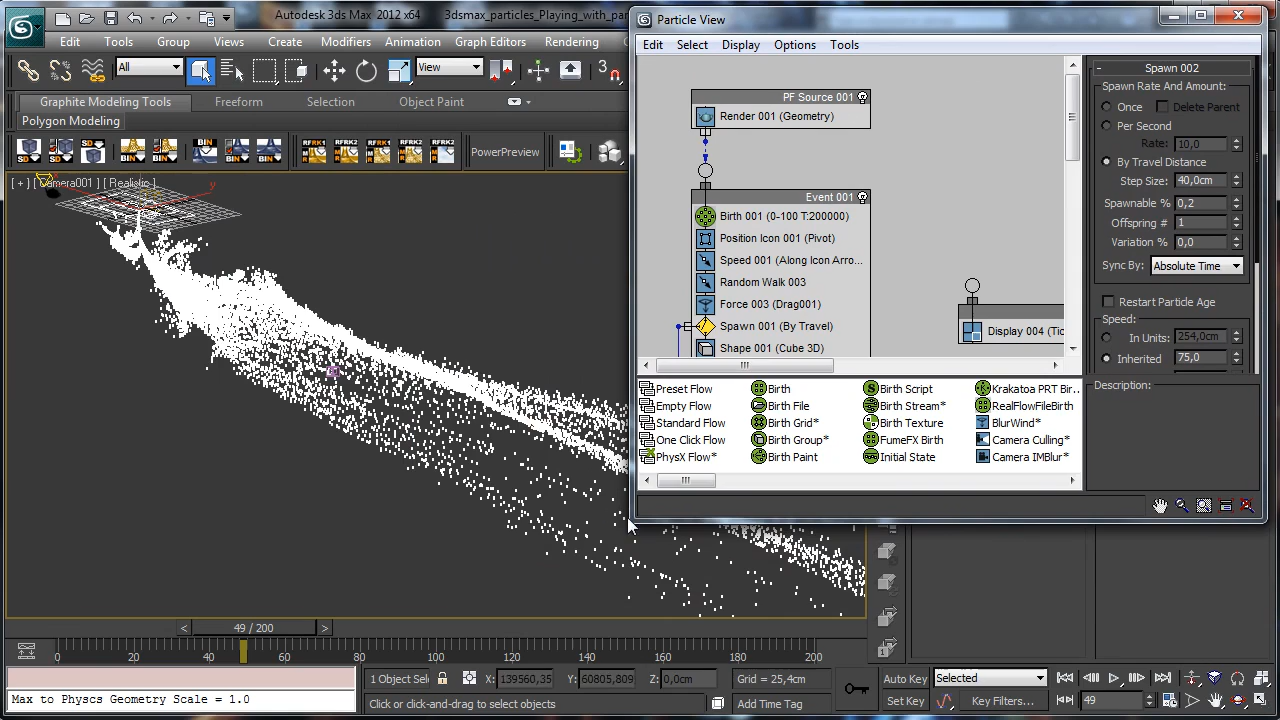 Autodesk 3ds Max 2012 x64 3dsmax_particles_Playing_with_pa
Edit Tools Group Views Create Modifiers Animation Graph Editors Rendering
All View
Graphite Modeling Tools Freeform Selection Object Paint
Polygon Modeling
BIN BIN BIN RFRK1 RFRK2 RFRK1 RFRK2 RFRK2 PowerPreview
[ + ] [ Camera001 ] [ Realistic ]
y
Particle View
Edit Select Display Options Tools
PF Source 001
Render 001 (Geometry)
Event 001
Birth 001 (0-100 T:200000)
Position Icon 001 (Pivot)
Speed 001 (Along Icon Arro...
Random Walk 003
Force 003 (Drag001)
Spawn 001 (By Travel)
Shape 001 (Cube 3D)
Display 004 (Tic
Spawn 002
Spawn Rate And Amount:
Once Delete Parent
Per Second
Rate: 10,0
By Travel Distance
Step Size: 40,0cm
Spawnable % 0,2
Offspring # 1
Variation % 0,0
Sync By: Absolute Time
Restart Particle Age
Speed:
In Units: 254,0cm
Inherited 75,0
Description:
Preset Flow Birth Birth Script Krakatoa PRT Bir...
Empty Flow Birth File Birth Stream* RealFlowFileBirth
Standard Flow Birth Grid* Birth Texture BlurWind*
One Click Flow Birth Group* FumeFX Birth Camera Culling*
PhysX Flow* Birth Paint Initial State Camera IMBlur*
49 / 200
0 20 40 60 80 100 120 140 160 180 200
1 Object Sel X: 139560,35 Y: 60805,809 Z: 0,0cm Grid = 25,4cm Auto Key Selected
Max to Physcs Geometry Scale = 1.0 Click or click-and-drag to select objects Add Time Tag Set Key Key Filters... 49